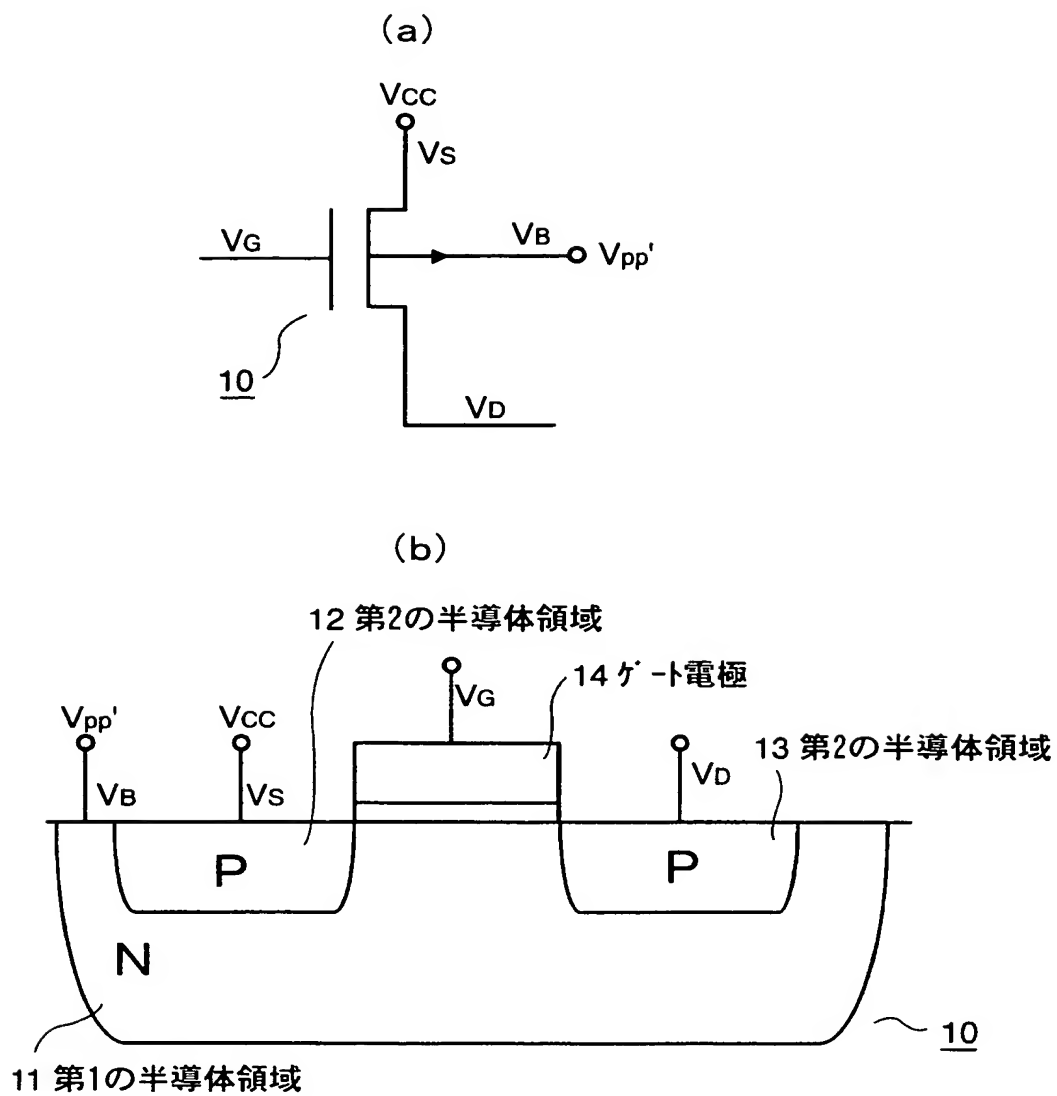 (a)
VCC
VS
VG
VB
Vpp'
10
VD
(b)
12 第2の半導体領域
14 ゲート電極
VG
Vpp'
VCC
13 第2の半導体領域
VB
VS
VD
P
P
N
10
11 第1の半導体領域